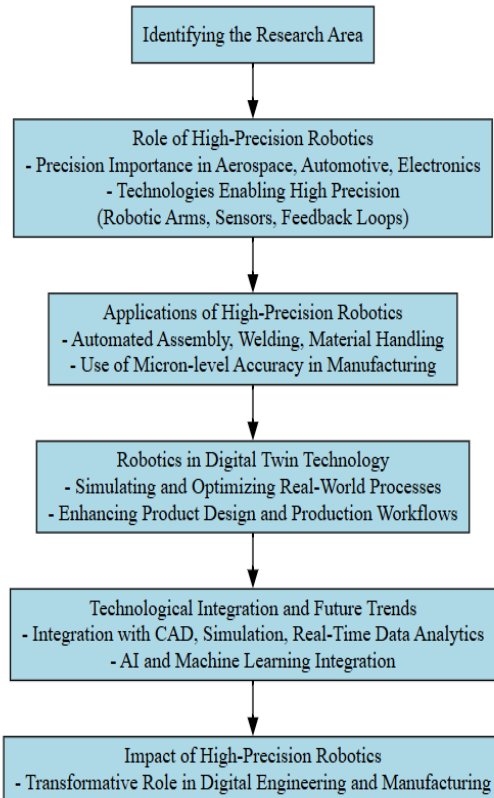 Identifying the Research Area
Role of High-Precision Robotics
- Precision Importance in Aerospace, Automotive, Electronics
- Technologies Enabling High Precision
(Robotic Arms, Sensors, Feedback Loops)
Applications of High-Precision Robotics
- Automated Assembly, Welding, Material Handling
- Use of Micron-level Accuracy in Manufacturing
Robotics in Digital Twin Technology
- Simulating and Optimizing Real-World Processes
- Enhancing Product Design and Production Workflows
Technological Integration and Future Trends
- Integration with CAD, Simulation, Real-Time Data Analytics
- AI and Machine Learning Integration
Impact of High-Precision Robotics
- Transformative Role in Digital Engineering and Manufacturing